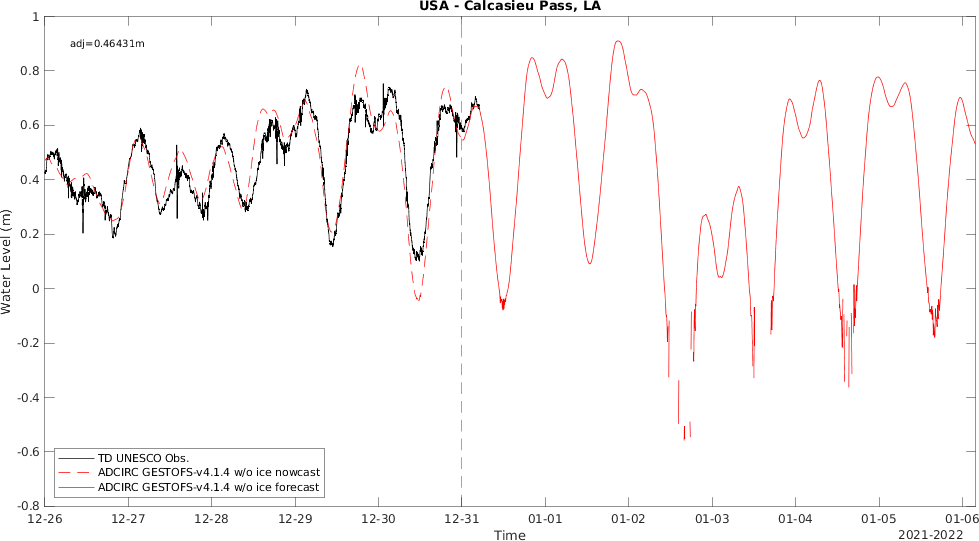 USA - Calcasieu Pass, LA
adj=0.46431m
1
0.8
0.6
0.4
0.2
0
-0.2
-0.4
-0.6
-0.8
Water Level (m)
TD UNESCO Obs.
ADCIRC GESTOFS-v4.1.4 w/o ice nowcast
ADCIRC GESTOFS-v4.1.4 w/o ice forecast
12-26 12-27 12-28 12-29 12-30 12-31 01-01 01-02 01-03 01-04 01-05 01-06
Time
2021-2022